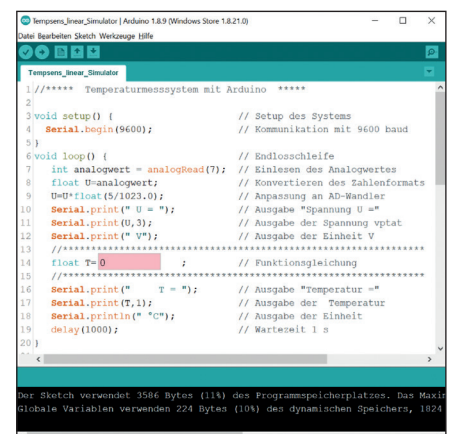 Tempsens_linear_Simulator | Arduino 1.8.9 (Windows Store 1.8.21.0)
Datei Bearbeiten Sketch Werkzeuge Hilfe
Tempsens_linear_Simulator
1 //***** Temperaturmesssystem mit Arduino *****
2
3 void setup() { // Setup des Systems
4 Serial.begin(9600); // Kommunikation mit 9600 baud
5 }
6 void loop() { // Endlosschleife
7 int analogwert = analogRead(7); // Einlesen des Analogwertes
8 float U=analogwert; // Konvertieren des Zahlenformats
9 U=U*float(5/1023.0); // Anpassung an AD-Wandler
10 Serial.print(" U = "); // Ausgabe "Spannung U ="
11 Serial.print(U,3); // Ausgabe der Spannung vptat
12 Serial.print(" V"); // Ausgabe der Einheit V
13 //************************************************
14 float T= 0 ; // Funktionsgleichung
15 //************************************************
16 Serial.print(" T = "); // Ausgabe "Temperatur ="
17 Serial.print(T,1); // Ausgabe der Temperatur
18 Serial.println(" °C"); // Ausgabe der Einheit
19 delay(1000); // Wartezeit 1 s
20 }
Der Sketch verwendet 3586 Bytes (11%) des Programmspeicherplatzes. Das Maxi
Globale Variablen verwenden 224 Bytes (10%) des dynamischen Speichers, 1824